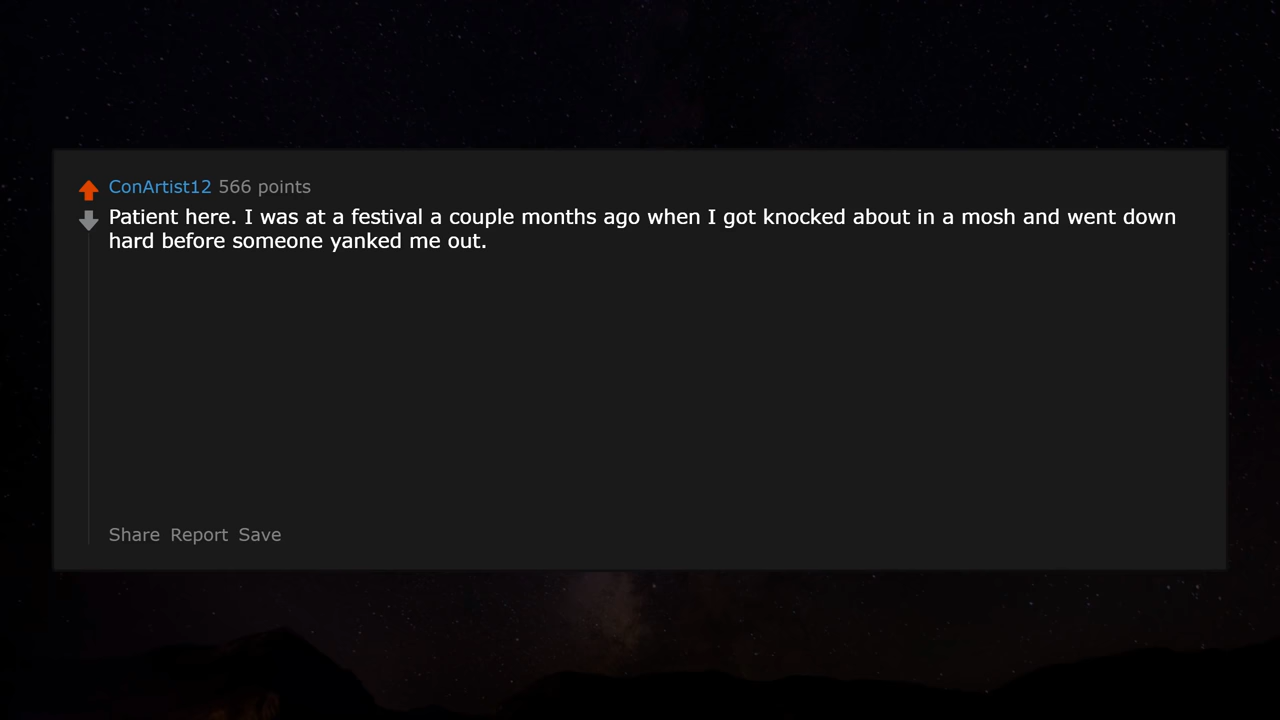 ConArtist12 566 points
Patient here. I was at a festival a couple months ago when I got knocked about in a mosh and went down
hard before someone yanked me out.
Share Report Save